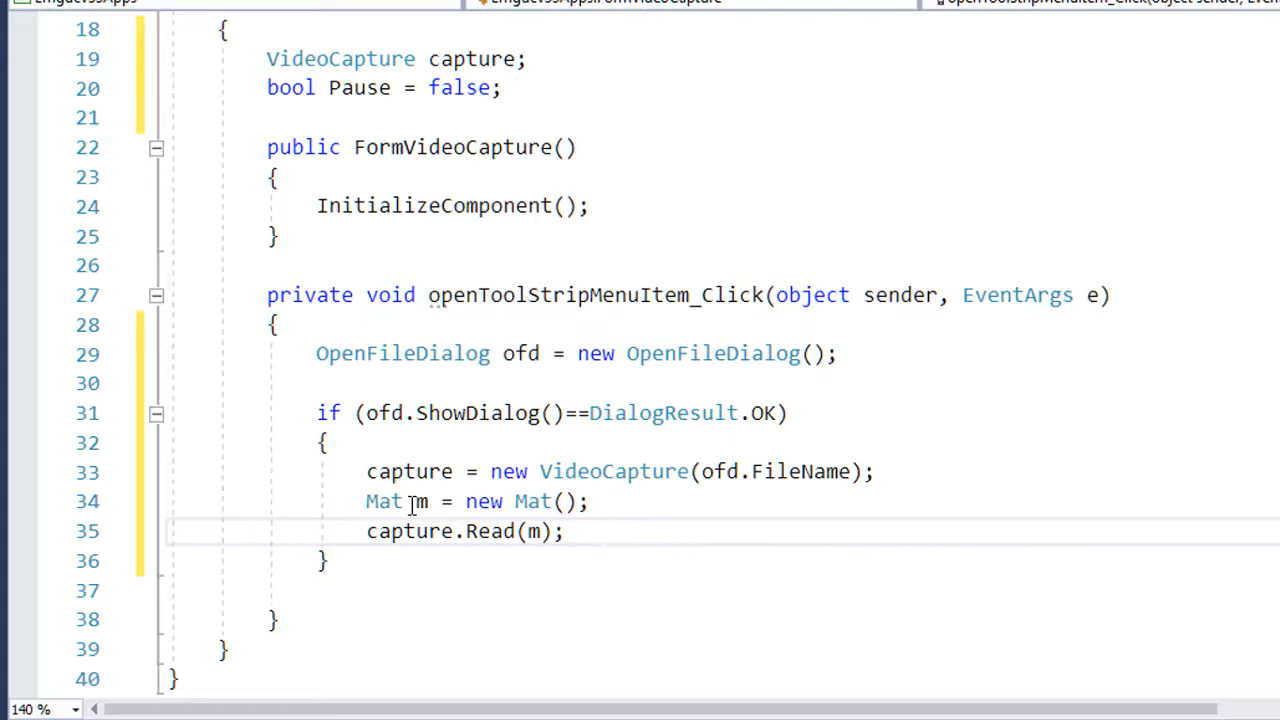 18 {
19 VideoCapture capture;
20 bool Pause = false;
21
22 public FormVideoCapture()
23 {
24 InitializeComponent();
25 }
26
27 private void openToolStripMenuItem_Click(object sender, EventArgs e)
28 {
29 OpenFileDialog ofd = new OpenFileDialog();
30
31 if (ofd.ShowDialog()==DialogResult.OK)
32 {
33 capture = new VideoCapture(ofd.FileName);
34 Mat m = new Mat();
35 capture.Read(m);
36 }
37
38 }
39 }
40 }
140 %